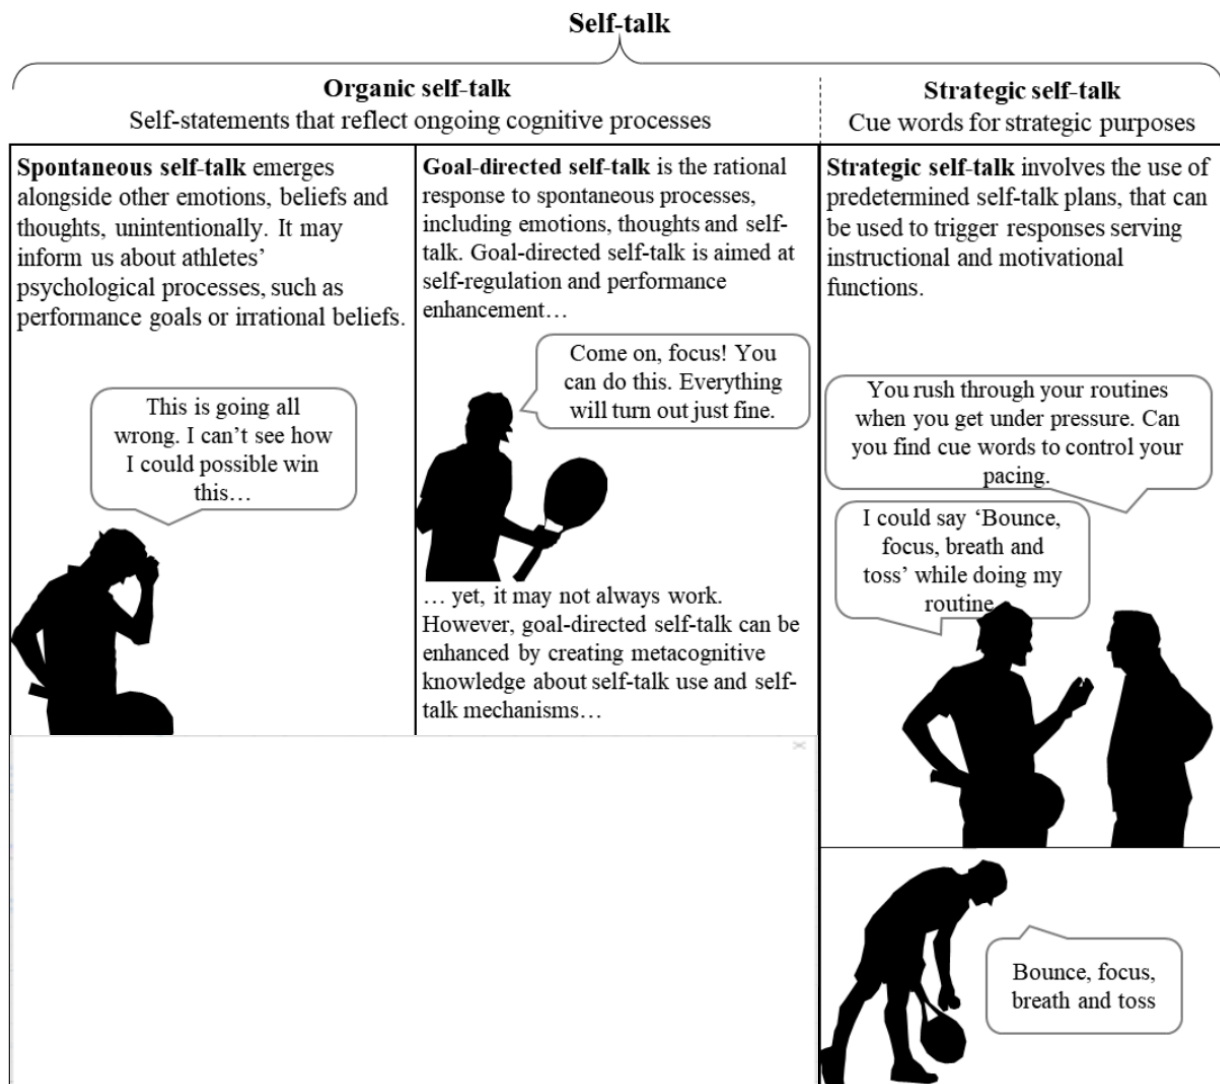 Self-talk
Organic self-talk
Self-statements that reflect ongoing cognitive processes
Strategic self-talk
Cue words for strategic purposes
Spontaneous self-talk emerges
alongside other emotions, beliefs and
thoughts, unintentionally. It may
inform us about athletes’
psychological processes, such as
performance goals or irrational beliefs.
This is going all
wrong. I can’t see how
I could possible win
this…
Goal-directed self-talk is the rational
response to spontaneous processes,
including emotions, thoughts and self-
talk. Goal-directed self-talk is aimed at
self-regulation and performance
enhancement…
Come on, focus! You
can do this. Everything
will turn out just fine.
… yet, it may not always work.
However, goal-directed self-talk can be
enhanced by creating metacognitive
knowledge about self-talk use and self-
talk mechanisms…
Strategic self-talk involves the use of
predetermined self-talk plans, that can
be used to trigger responses serving
instructional and motivational
functions.
You rush through your routines
when you get under pressure. Can
you find cue words to control your
pacing.
I could say ‘Bounce,
focus, breath and
toss’ while doing my
routine
Bounce, focus,
breath and toss